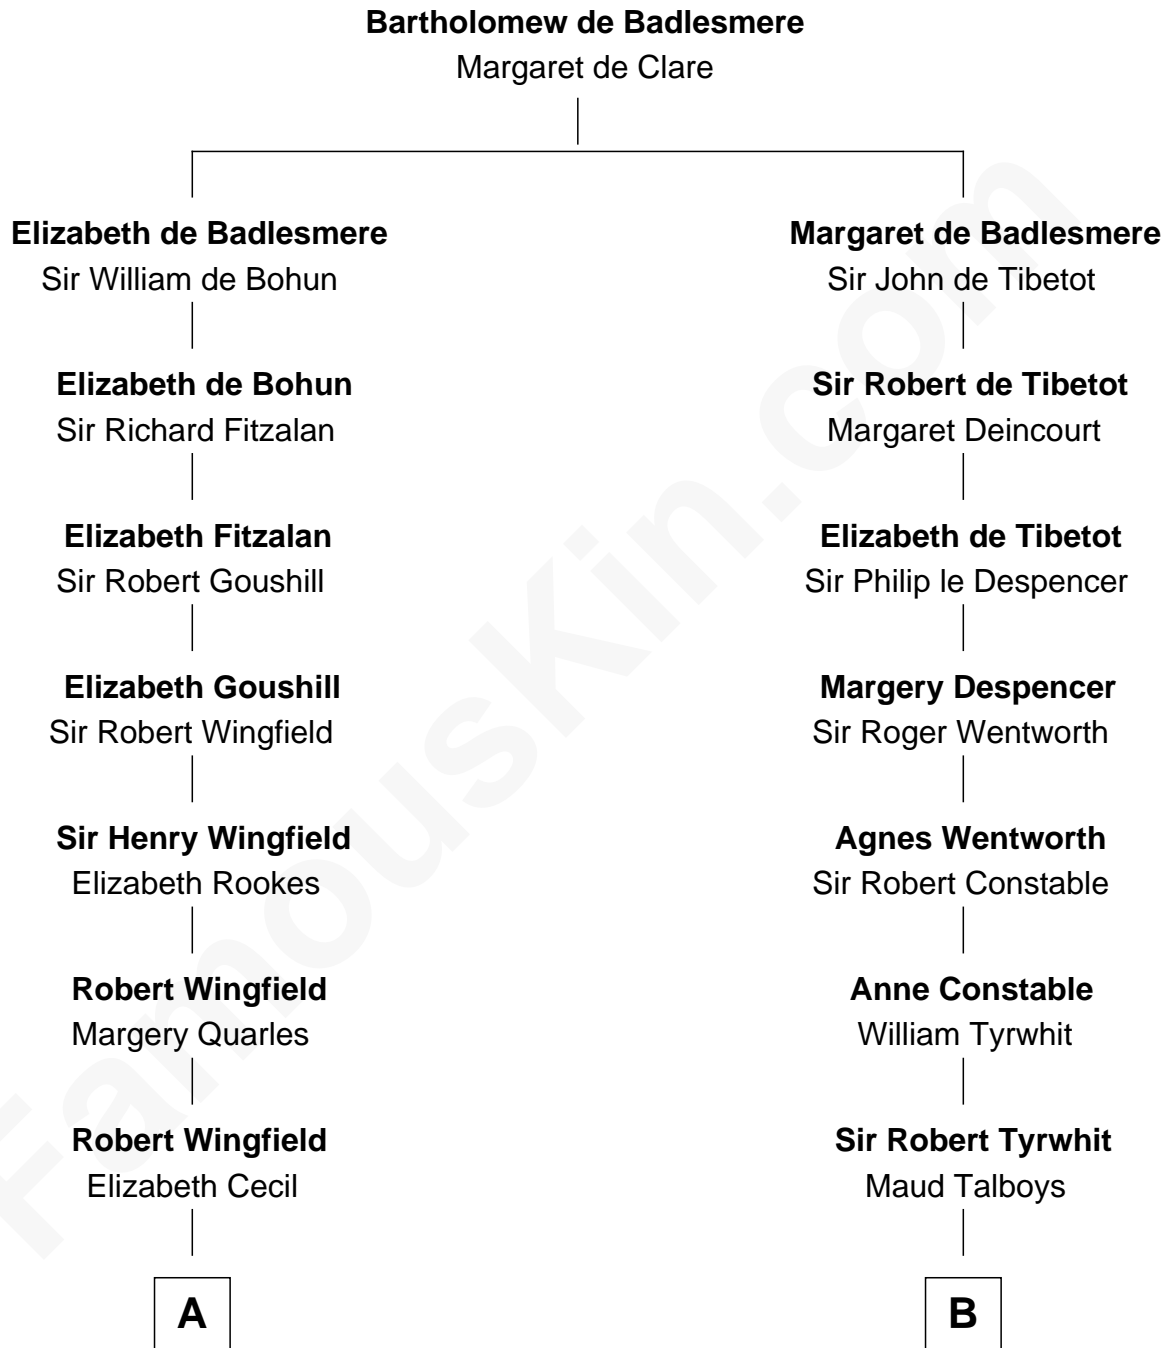 Bartholomew de Badlesmere
Margaret de Clare
Elizabeth de Badlesmere
Sir William de Bohun
Margaret de Badlesmere
Sir John de Tibetot
Elizabeth de Bohun
Sir Richard Fitzalan
Sir Robert de Tibetot
Margaret Deincourt
Elizabeth Fitzalan
Sir Robert Goushill
Elizabeth de Tibetot
Sir Philip le Despencer
Elizabeth Goushill
Sir Robert Wingfield
Margery Despencer
Sir Roger Wentworth
Sir Henry Wingfield
Elizabeth Rookes
Agnes Wentworth
Sir Robert Constable
Robert Wingfield
Margery Quarles
Anne Constable
William Tyrwhit
Robert Wingfield
Elizabeth Cecil
Sir Robert Tyrwhit
Maud Talboys
A
B
FamousKin.com